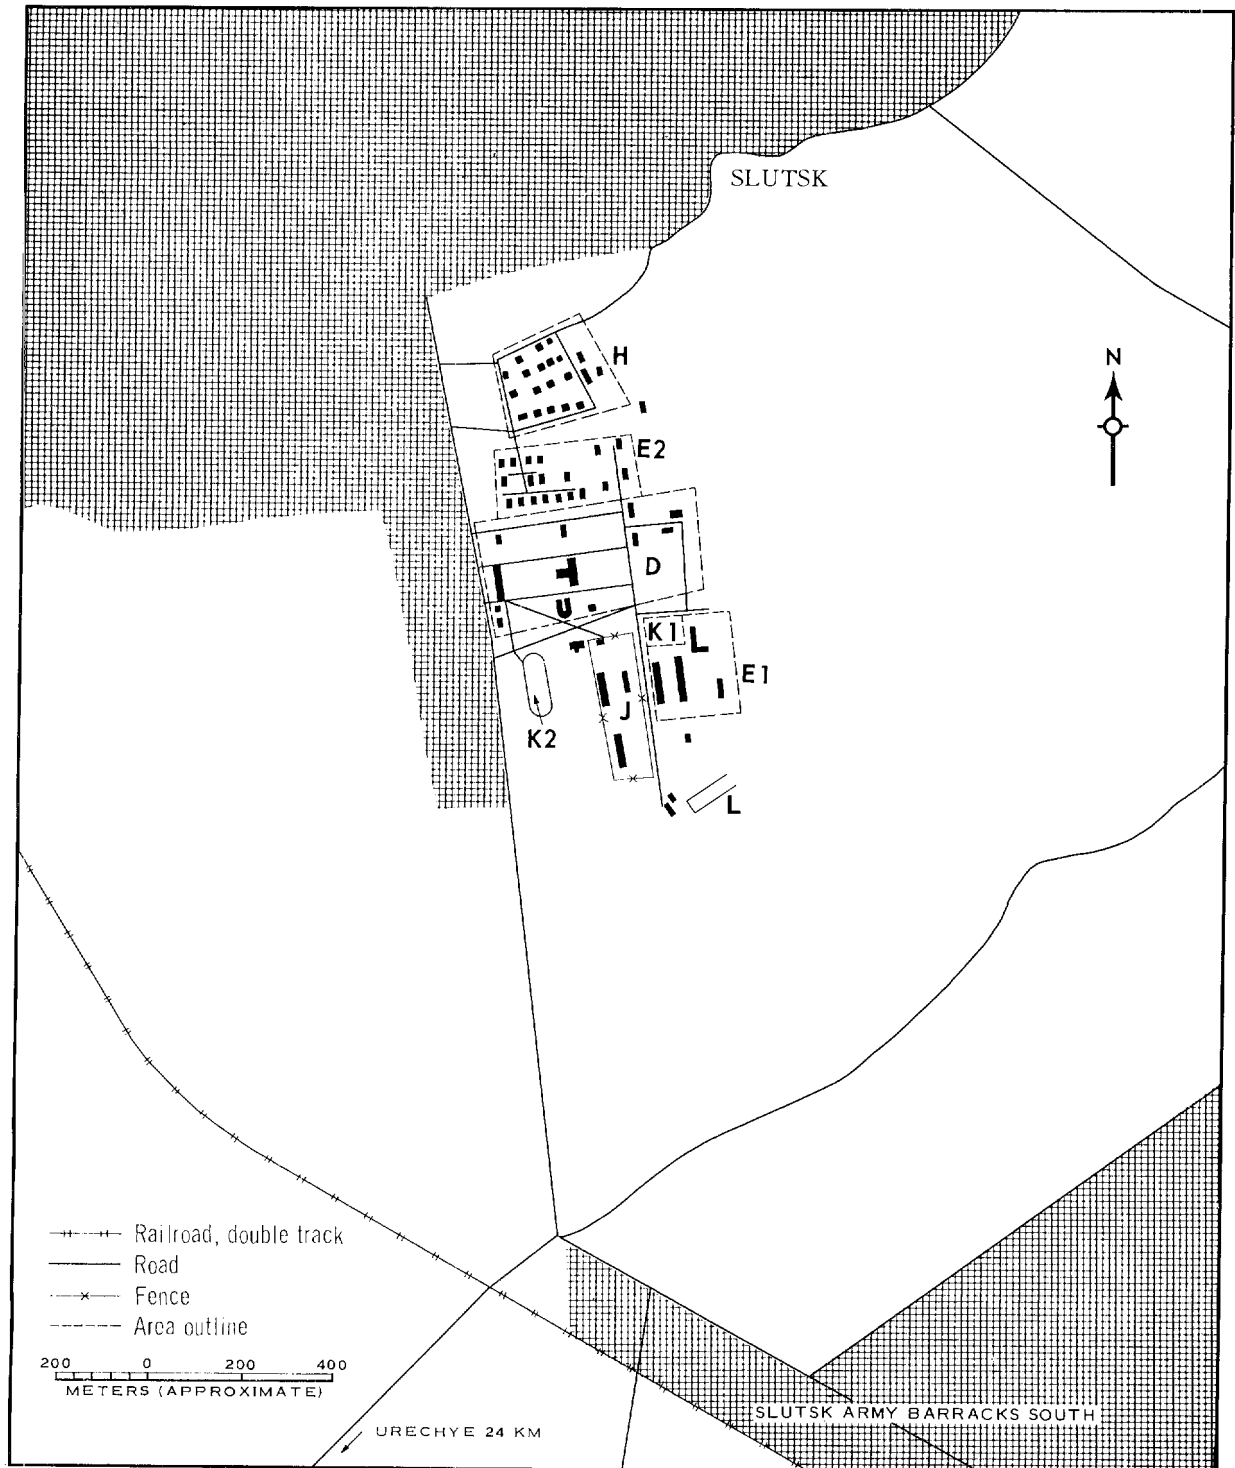 SLUTSK
N
H
E2
D
K1
L
E1
J
K2
L
Railroad, double track
Road
Fence
Area outline
200 0 200 400
METERS (APPROXIMATE)
SLUTSK ARMY BARRACKS SOUTH
URECHYE 24 KM